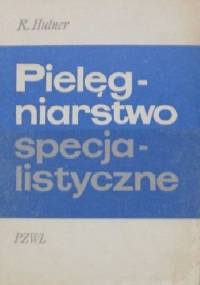 R. Hutner
Pielęg-
niarstwo
specja-
listyczne
PZWL